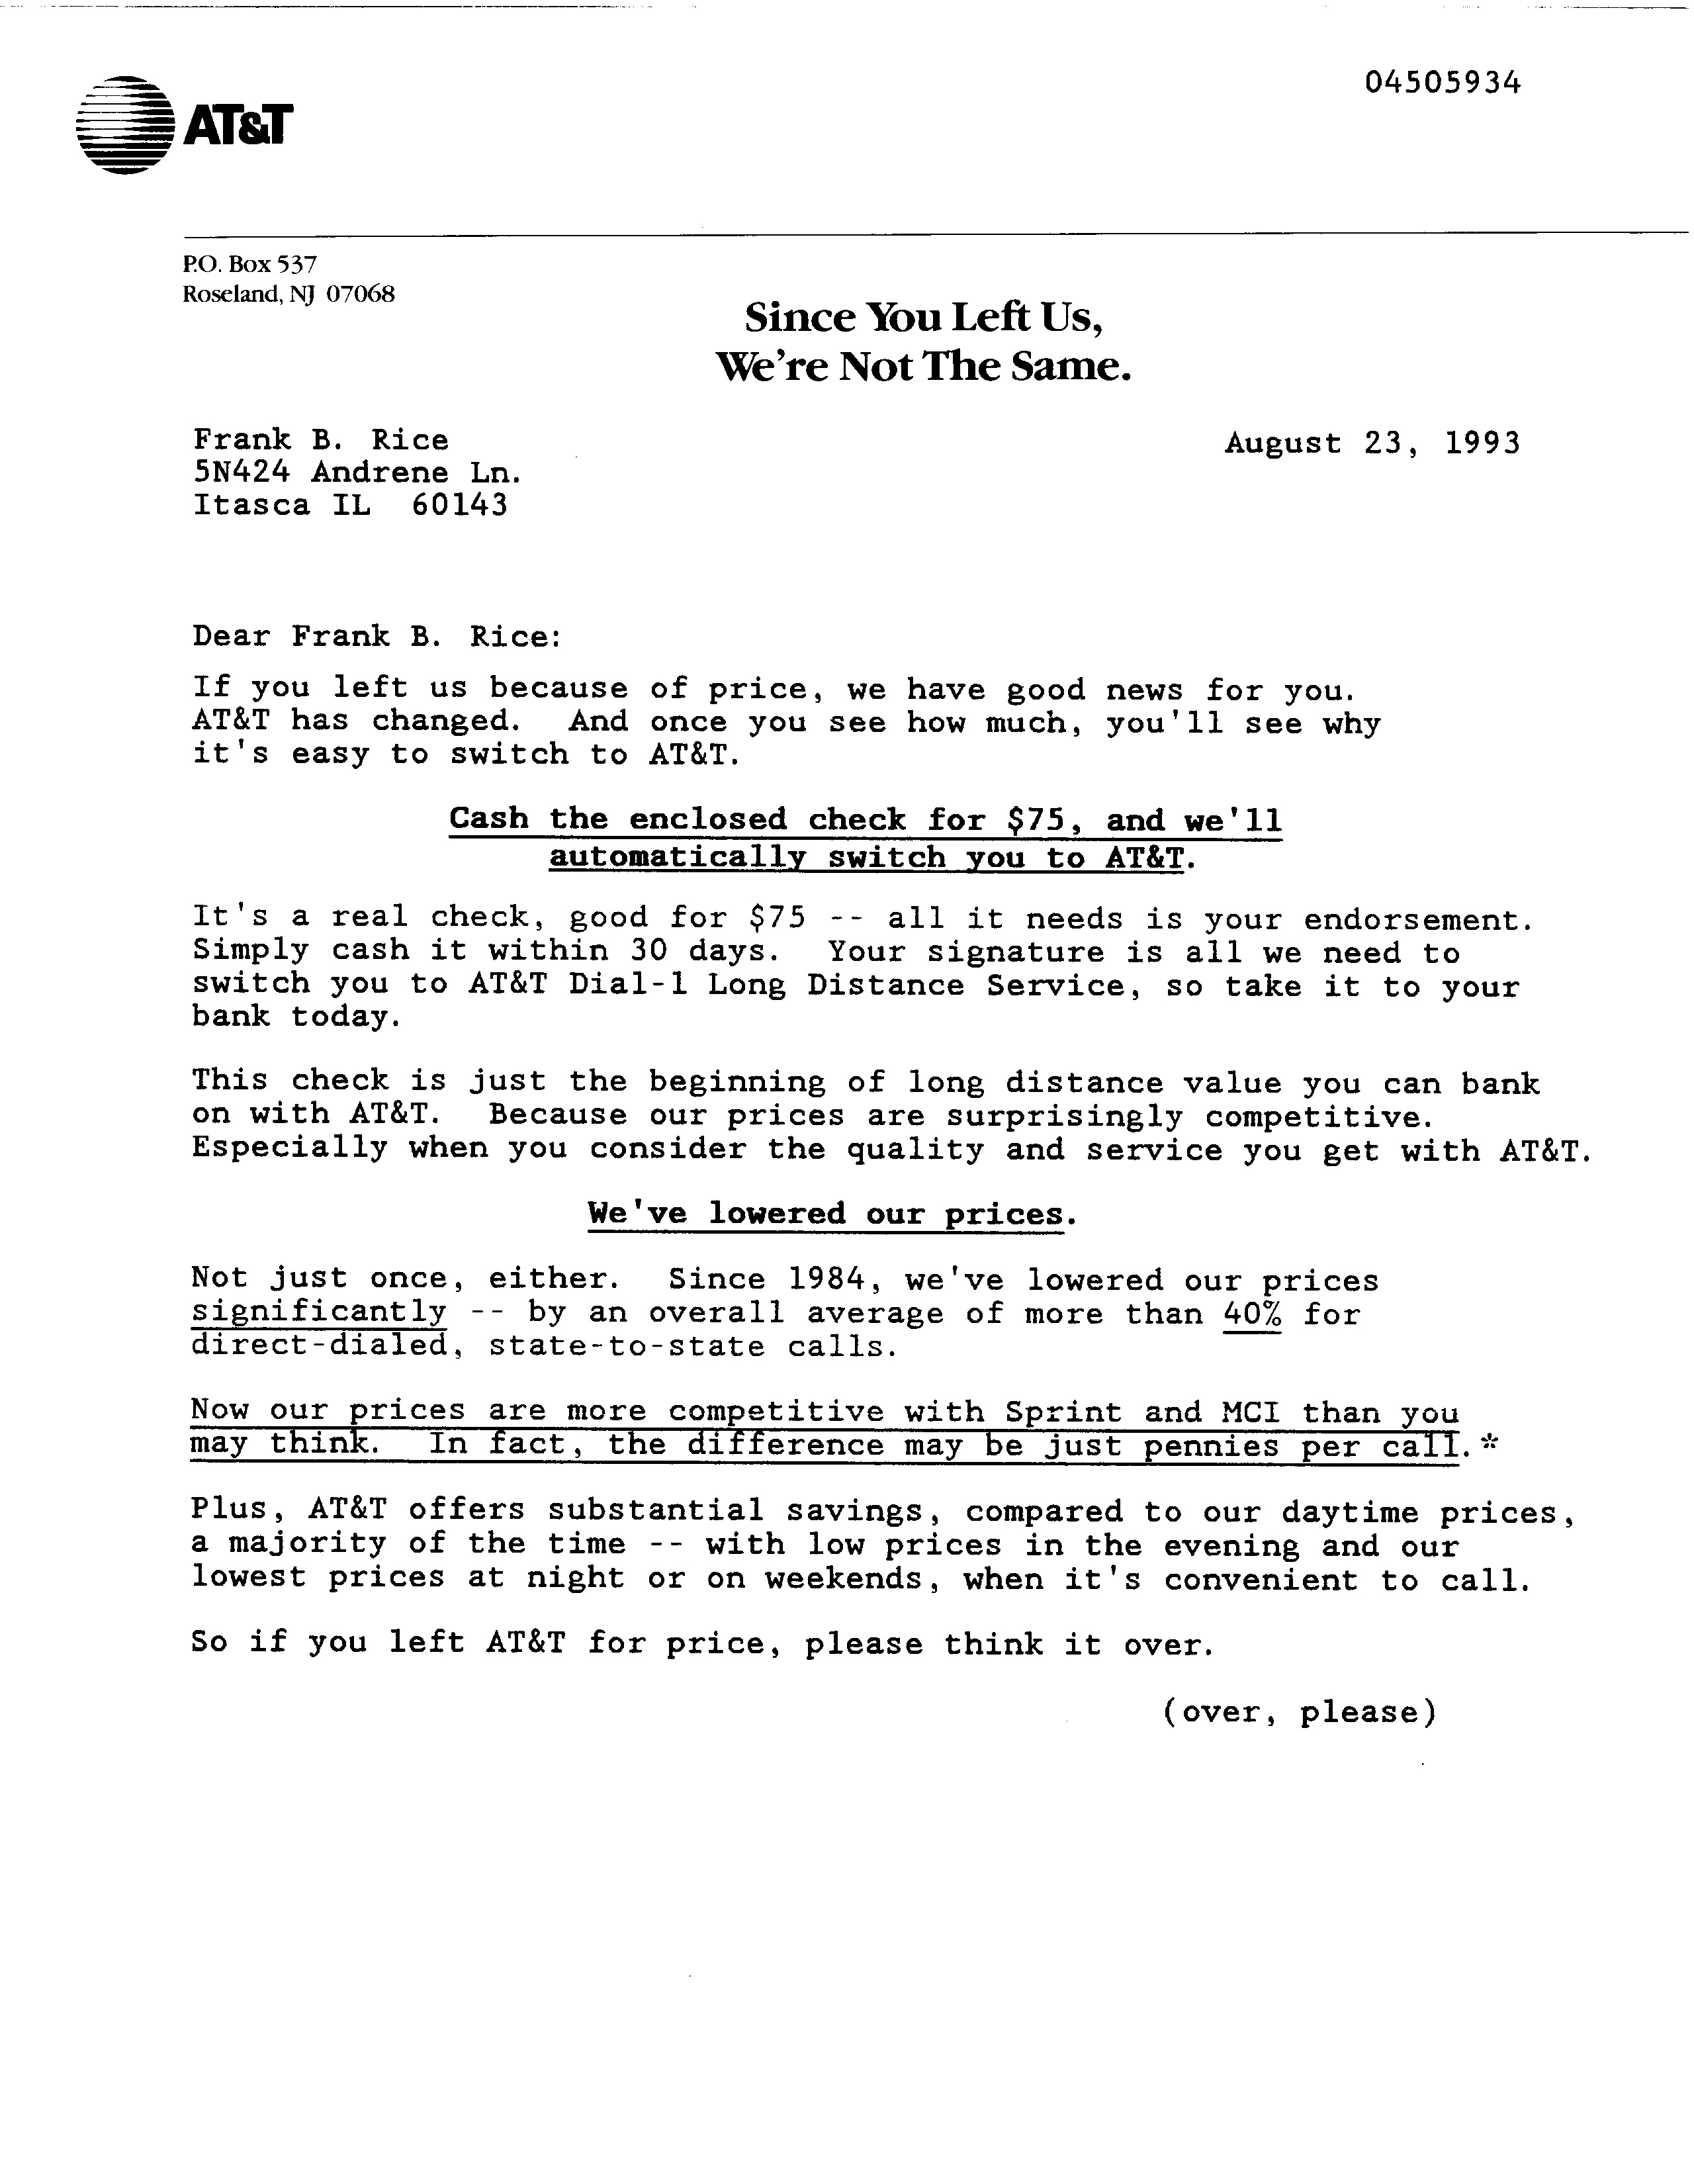 04505934
AT&T
P.O. Box 537
Roseland, NJ 07068
Since You Left Us,
We're Not The Same.
Frank B. Rice
August 23, 1993
5N424 Andrene Ln.
Itasca IL 60143
Dear Frank B. Rice:
If you left us because of price, we have good news for you.
AT&T has changed. And once you see how much, you'll see why
it's easy to switch to AT&T.
Cash the enclosed check for $75, and we'll
automatically switch you to AT&T.
It's a real check, good for $75 -- all it needs is your endorsement.
Simply cash it within 30 days. Your signature is all we need to
switch you to AT&T Dial-1 Long Distance Service, so take it to your
bank today.
This check is just the beginning of long distance value you can bank
on with AT&T. Because our prices are surprisingly competitive.
Especially when you consider the quality and service you get with AT&T.
We've lowered our prices.
Not just once, either. Since 1984, we've lowered our prices
significantly -- by an overall average of more than 40% for
direct-dialed, state-to-state calls.
Now our prices are more competitive with Sprint and MCI than you
may think. In fact, the difference may be just pennies per call.*
Plus, AT&T offers substantial savings, compared to our daytime prices,
a majority of the time -- with low prices in the evening and our
lowest prices at night or on weekends, when it's convenient to call.
So if you left AT&T for price, please think it over.
(over, please)